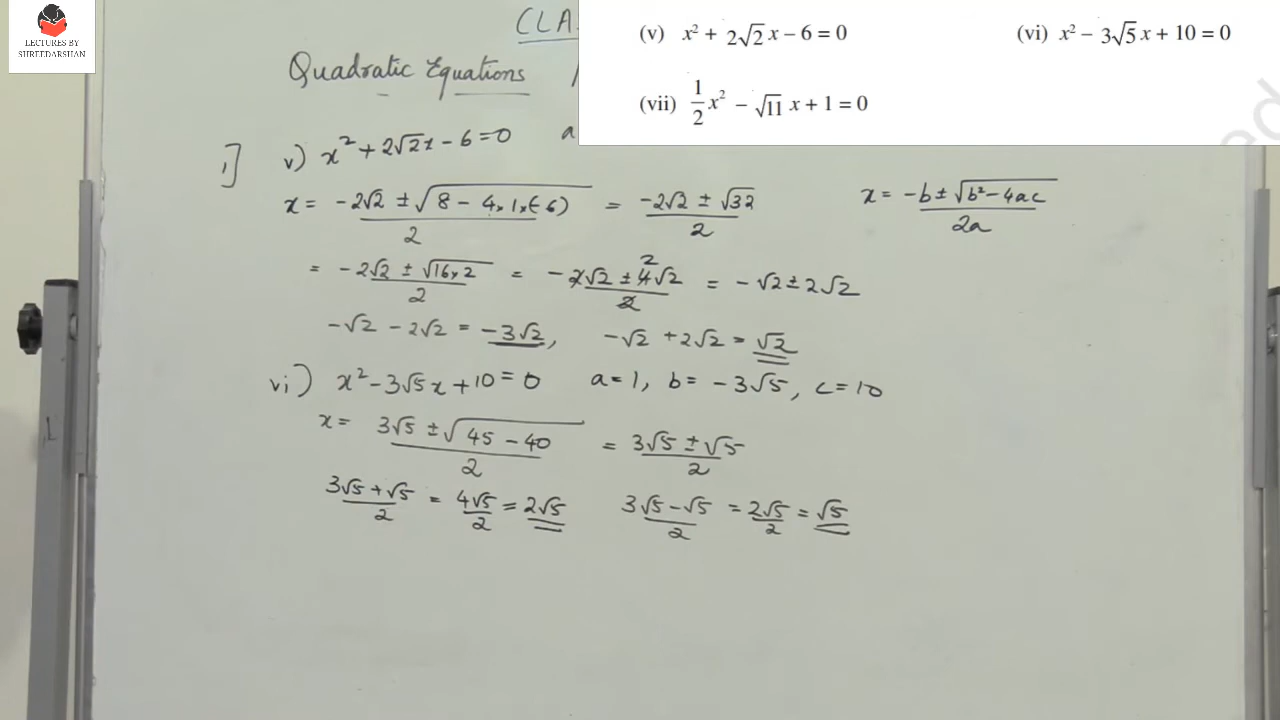 LECTURES BY
SHREEDARSHAN
CLA
Quadratic Equations
(v) x² + 2√2 x − 6 = 0
(vi) x² − 3√5 x + 10 = 0
(vii) 1/2 x² − √11 x + 1 = 0
1] v) x² + 2√2x − 6 = 0 a
x = (−2√2 ± √(8 − 4×1×(−6)))/2 = (−2√2 ± √32)/2
x = (−b ± √(b² − 4ac))/2a
= (−2√2 ± √(16×2))/2 = (−2√2 ± 4√2)/2 = −√2 ± 2√2
2
−√2 − 2√2 = −3√2, −√2 + 2√2 = √2
vi) x² − 3√5x + 10 = 0 a = 1, b = −3√5, c = 10
x = (3√5 ± √(45 − 40))/2 = (3√5 ± √5)/2
(3√5 + √5)/2 = 4√5/2 = 2√5 (3√5 − √5)/2 = 2√5/2 = √5